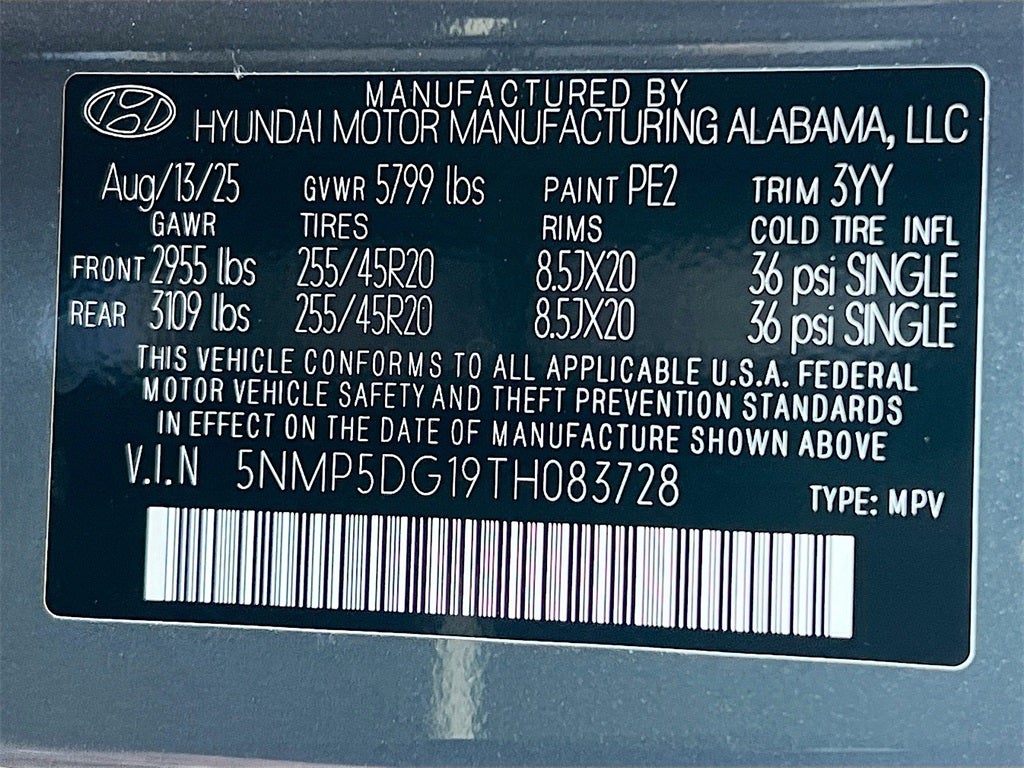 MANUFACTURED BY
HYUNDAI MOTOR MANUFACTURING ALABAMA, LLC
Aug/13/25 GVWR 5799 lbs PAINT PE2 TRIM 3YY
GAWR TIRES RIMS COLD TIRE INFL
FRONT 2955 lbs 255/45R20 8.5JX20 36 psi SINGLE
REAR 3109 lbs 255/45R20 8.5JX20 36 psi SINGLE
THIS VEHICLE CONFORMS TO ALL APPLICABLE U.S.A. FEDERAL
MOTOR VEHICLE SAFETY AND THEFT PREVENTION STANDARDS
IN EFFECT ON THE DATE OF MANUFACTURE SHOWN ABOVE
V.I.N 5NMP5DG19TH083728 TYPE: MPV